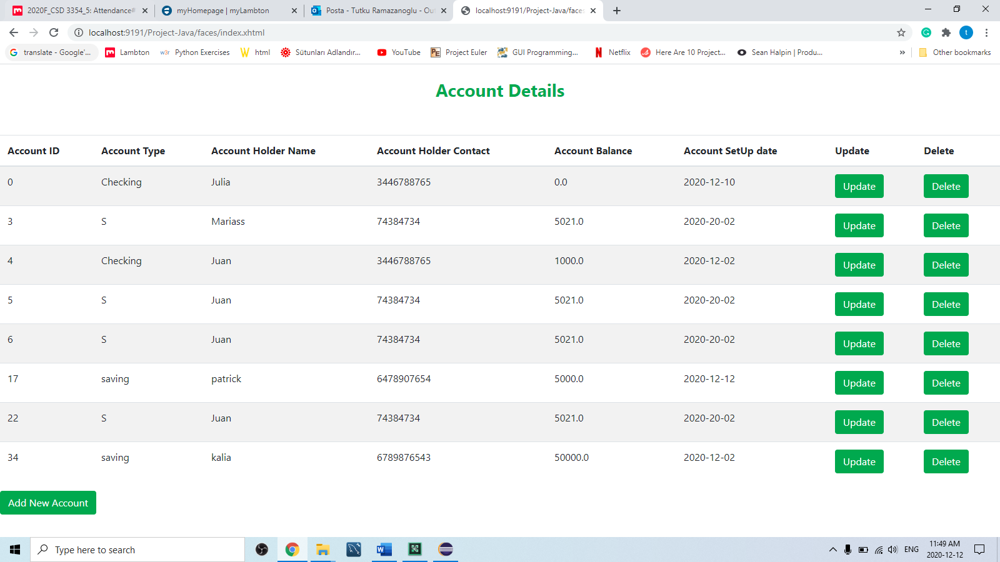 2020F_CSD 3354_5: Attendance#
myHomepage | myLambton
Posta - Tutku Ramazanoglu - Ou
localhost:9191/Project-Java/faces
localhost:9191/Project-Java/faces/index.xhtml
t
translate - Google'... Lambton w3r Python Exercises html Sütunları Adlandır... YouTube PE Project Euler GUI Programming... Netflix Here Are 10 Project... Sean Halpin | Produ... » Other bookmarks
Account Details
Account ID Account Type Account Holder Name Account Holder Contact Account Balance Account SetUp date Update Delete
0 Checking Julia 3446788765 0.0 2020-12-10 Update Delete
3 S Mariass 74384734 5021.0 2020-20-02 Update Delete
4 Checking Juan 3446788765 1000.0 2020-12-02 Update Delete
5 S Juan 74384734 5021.0 2020-20-02 Update Delete
6 S Juan 74384734 5021.0 2020-20-02 Update Delete
17 saving patrick 6478907654 5000.0 2020-12-12 Update Delete
22 S Juan 74384734 5021.0 2020-20-02 Update Delete
34 saving kalia 6789876543 50000.0 2020-12-02 Update Delete
Add New Account
Type here to search
ENG
11:49 AM
2020-12-12